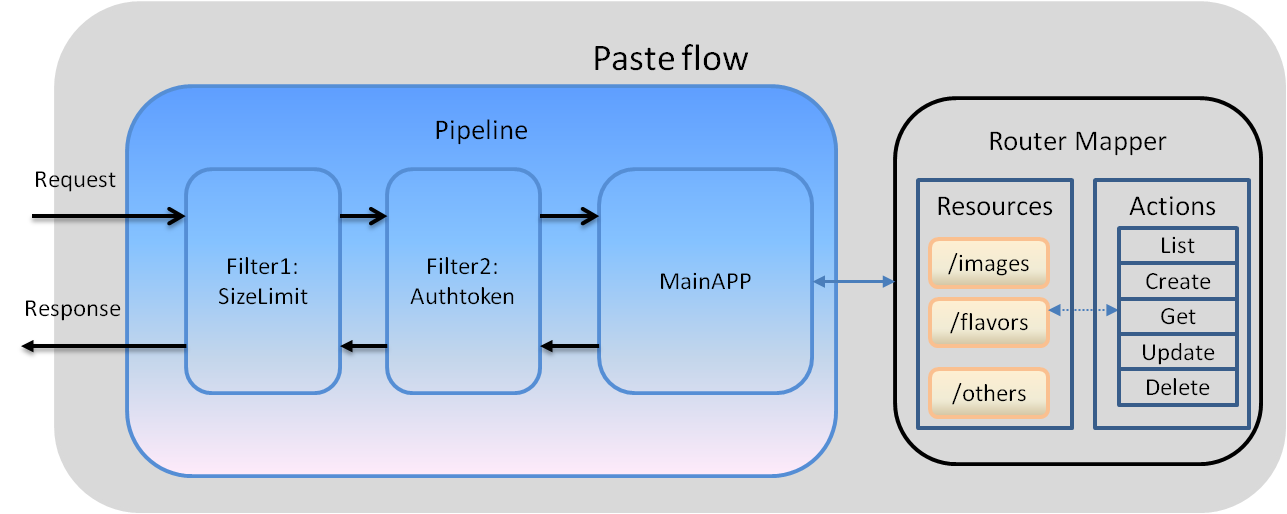 Paste flow
Pipeline
Request
Filter1:
SizeLimit
Filter2:
Authtoken
MainAPP
Response
Router Mapper
Resources
/images
/flavors
/others
Actions
List
Create
Get
Update
Delete